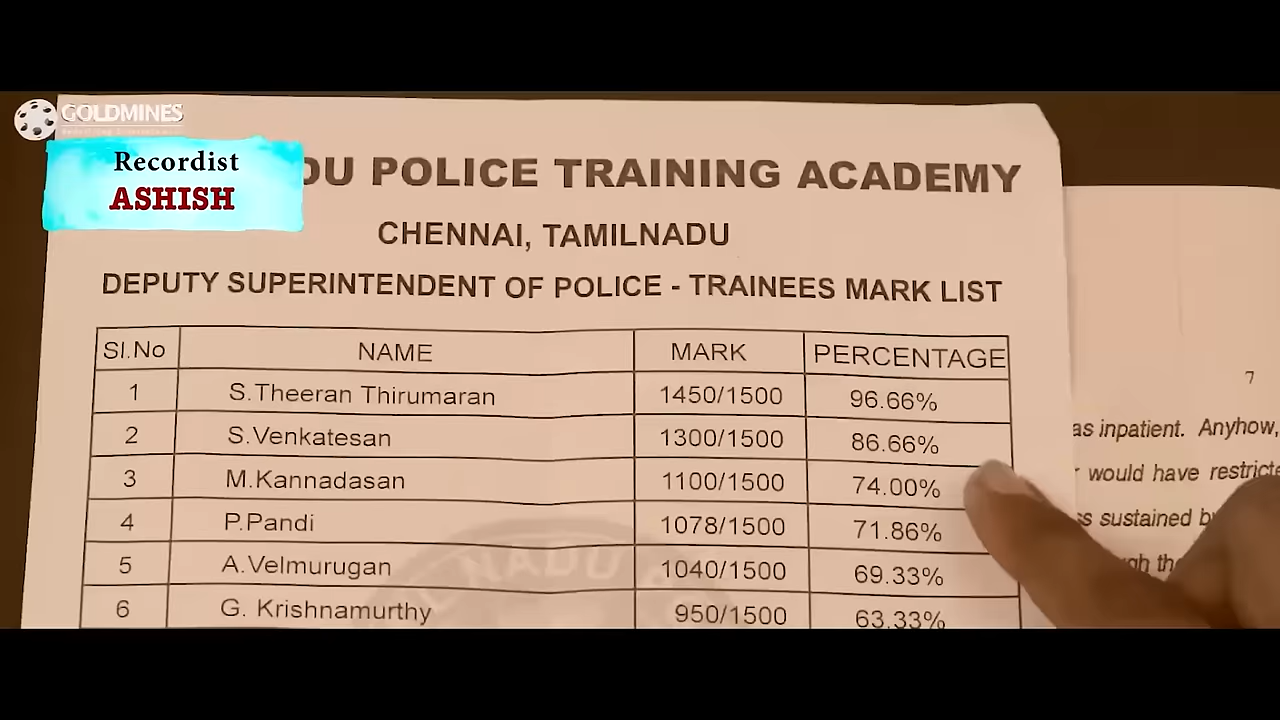 GOLDMINES
Recordist
ASHISH
DU POLICE TRAINING ACADEMY
CHENNAI, TAMILNADU
DEPUTY SUPERINTENDENT OF POLICE - TRAINEES MARK LIST
Sl.No NAME MARK PERCENTAGE
1 S.Theeran Thirumaran 1450/1500 96.66%
2 S.Venkatesan 1300/1500 86.66%
3 M.Kannadasan 1100/1500 74.00%
4 P.Pandi 1078/1500 71.86%
5 A.Velmurugan 1040/1500 69.33%
6 G. Krishnamurthy 950/1500 63.33%
NADU
7
as inpatient. Anyhow,
would have
sustained